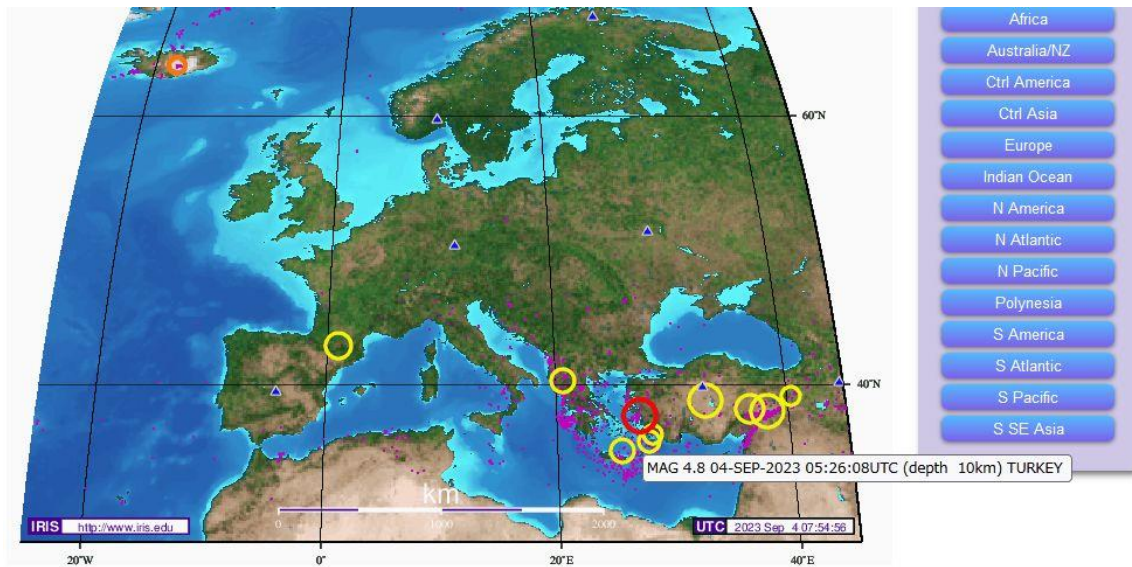 Africa
Australia/NZ
Ctrl America
Ctrl Asia
Europe
Indian Ocean
N America
N Atlantic
N Pacific
Polynesia
S America
S Atlantic
S Pacific
S SE Asia
60°N
40°N
MAG 4.8 04-SEP-2023 05:26:08UTC (depth 10km) TURKEY
km
0 1000 2000
IRIS http://www.iris.edu
UTC 2023 Sep 4 07:54:56
20°W 0° 20°E 40°E